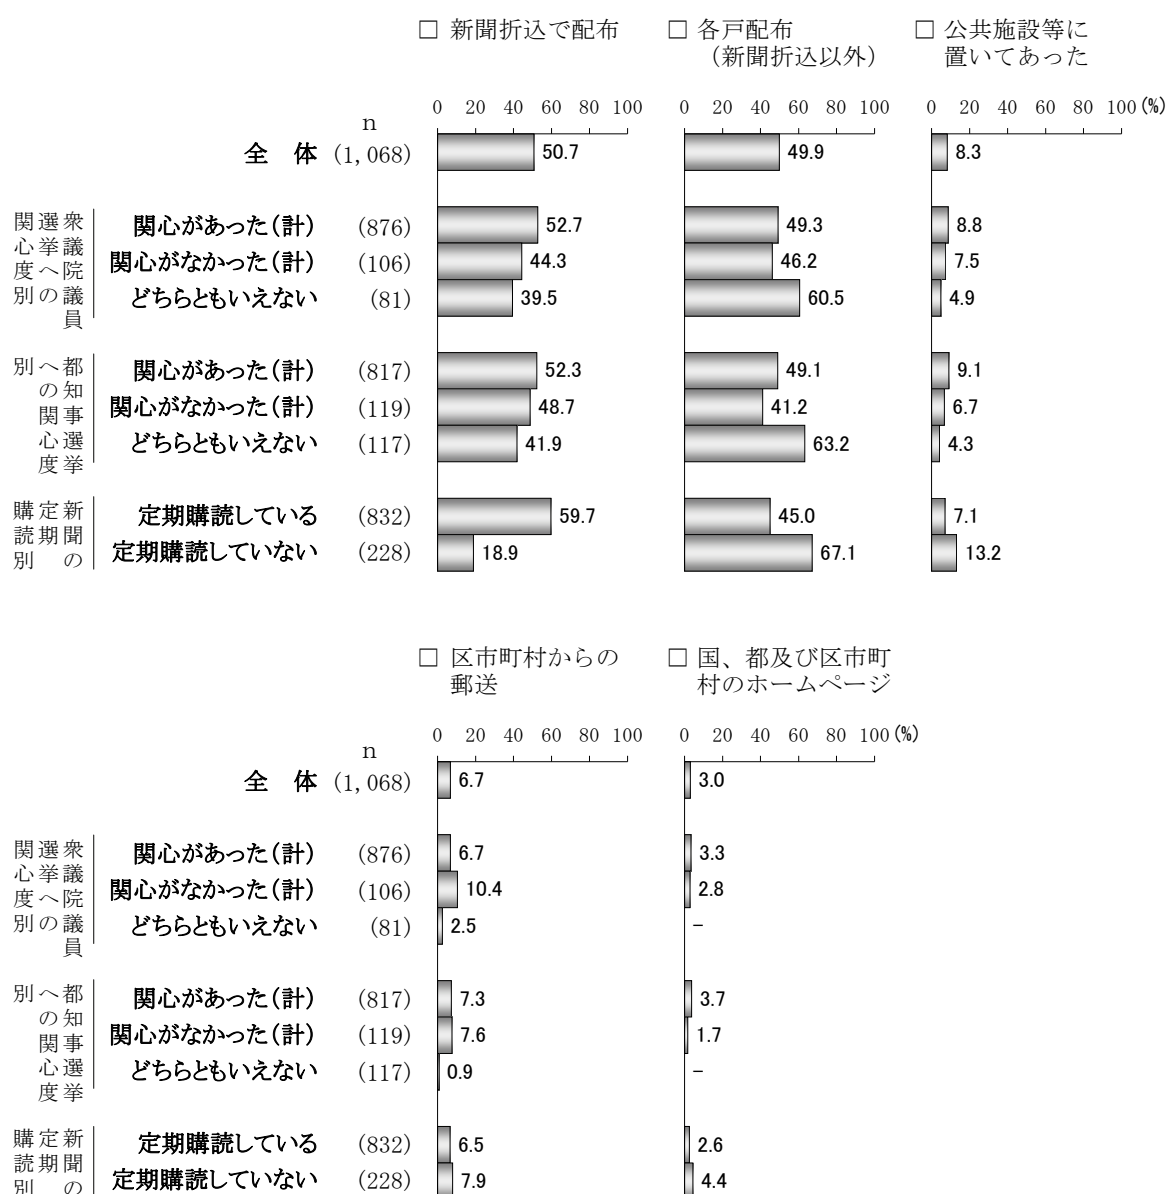 □ 新聞折込で配布
□ 各戸配布
（新聞折込以外）
□ 公共施設等に
置いてあった
0 20 40 60 80 100
0 20 40 60 80 100
0 20 40 60 80 100(%)
n
全 体 (1,068) 50.7 49.9 8.3
衆議院議員
選挙への
関心度別
関心があった(計) (876) 52.7 49.3 8.8
関心がなかった(計) (106) 44.3 46.2 7.5
どちらともいえない (81) 39.5 60.5 4.9
都知事選挙
への関心度
別
関心があった(計) (817) 52.3 49.1 9.1
関心がなかった(計) (119) 48.7 41.2 6.7
どちらともいえない (117) 41.9 63.2 4.3
新聞の
定期
購読別
定期購読している (832) 59.7 45.0 7.1
定期購読していない (228) 18.9 67.1 13.2
□ 区市町村からの
郵送
□ 国、都及び区市町
村のホームページ
0 20 40 60 80 100
0 20 40 60 80 100(%)
n
全 体 (1,068) 6.7 3.0
衆議院議員
選挙への
関心度別
関心があった(計) (876) 6.7 3.3
関心がなかった(計) (106) 10.4 2.8
どちらともいえない (81) 2.5 －
都知事選挙
への関心度
別
関心があった(計) (817) 7.3 3.7
関心がなかった(計) (119) 7.6 1.7
どちらともいえない (117) 0.9 －
新聞の
定期
購読別
定期購読している (832) 6.5 2.6
定期購読していない (228) 7.9 4.4